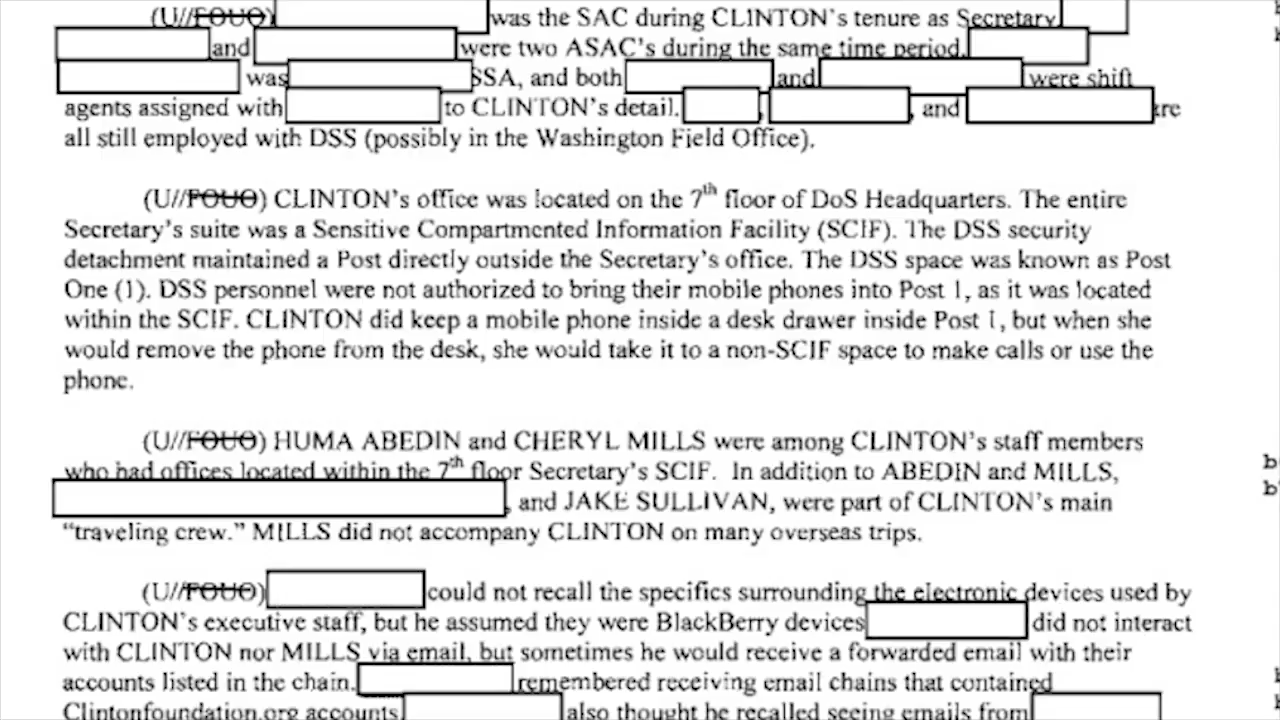 (U//FOUO) was the SAC during CLINTON's tenure as Secretary
and were two ASAC's during the same time period.
was SSA, and both and were shift
agents assigned with to CLINTON's detail. , , and are
all still employed with DSS (possibly in the Washington Field Office).
(U//FOUO) CLINTON's office was located on the 7th floor of DoS Headquarters. The entire
Secretary's suite was a Sensitive Compartmented Information Facility (SCIF). The DSS security
detachment maintained a Post directly outside the Secretary's office. The DSS space was known as Post
One (1). DSS personnel were not authorized to bring their mobile phones into Post 1, as it was located
within the SCIF. CLINTON did keep a mobile phone inside a desk drawer inside Post 1, but when she
would remove the phone from the desk, she would take it to a non-SCIF space to make calls or use the
phone.
(U//FOUO) HUMA ABEDIN and CHERYL MILLS were among CLINTON's staff members
who had offices located within the 7th floor Secretary's SCIF. In addition to ABEDIN and MILLS,
, and JAKE SULLIVAN, were part of CLINTON's main
"traveling crew." MILLS did not accompany CLINTON on many overseas trips.
(U//FOUO) could not recall the specifics surrounding the electronic devices used by
CLINTON's executive staff, but he assumed they were BlackBerry devices did not interact
with CLINTON nor MILLS via email, but sometimes he would receive a forwarded email with their
accounts listed in the chain. remembered receiving email chains that contained
Clintonfoundation.org accounts also thought he recalled seeing emails from